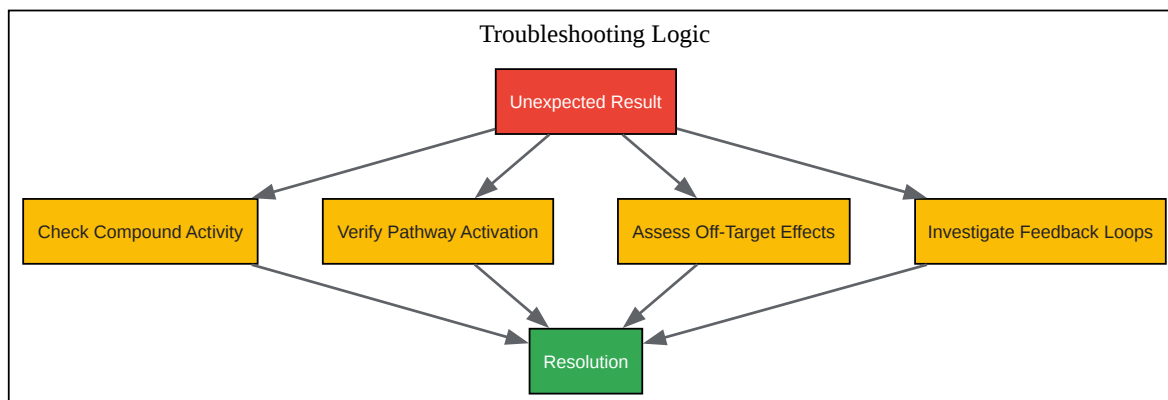 Troubleshooting Logic
Unexpected Result
Check Compound Activity
Verify Pathway Activation
Assess Off-Target Effects
Investigate Feedback Loops
Resolution